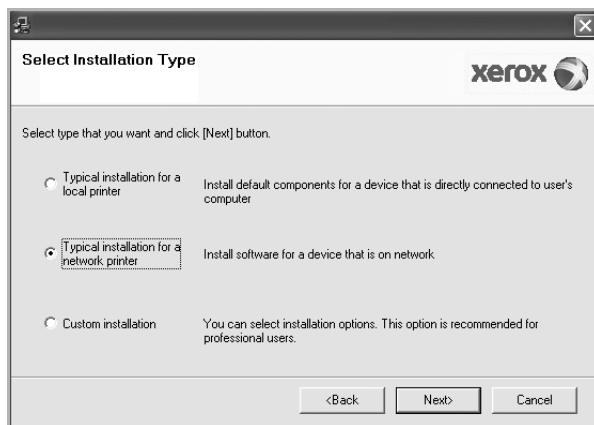 Select Installation Type
xerox
Select type that you want and click [Next] button.
Typical installation for a
local printer
Install default components for a device that is directly connected to user's
computer
Typical installation for a
network printer
Install software for a device that is on network
Custom installation
You can select installation options. This option is recommended for
professional users.
<Back
Next>
Cancel